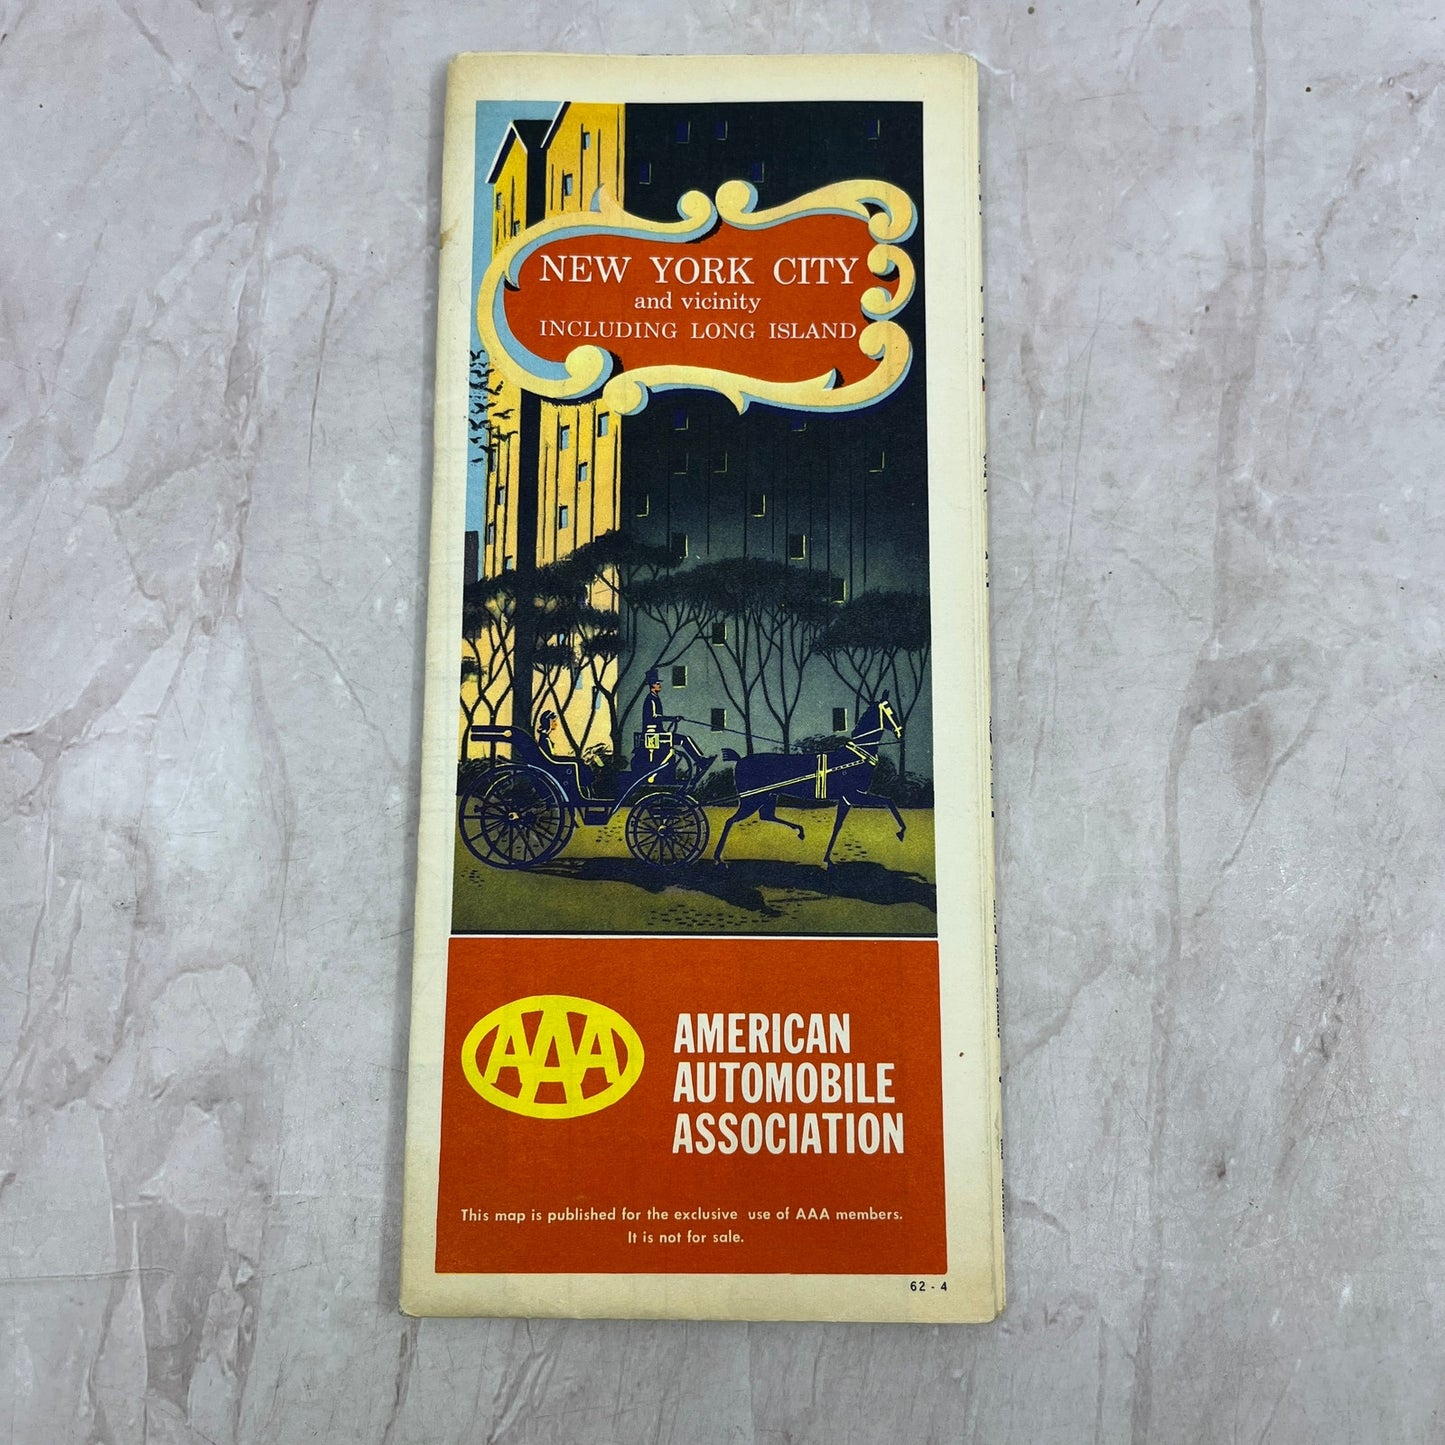 NEW YORK CITY
and vicinity
INCLUDING LONG ISLAND
AAA
AMERICAN
AUTOMOBILE
ASSOCIATION
This map is published for the exclusive use of AAA members.
It is not for sale.
62 - 4